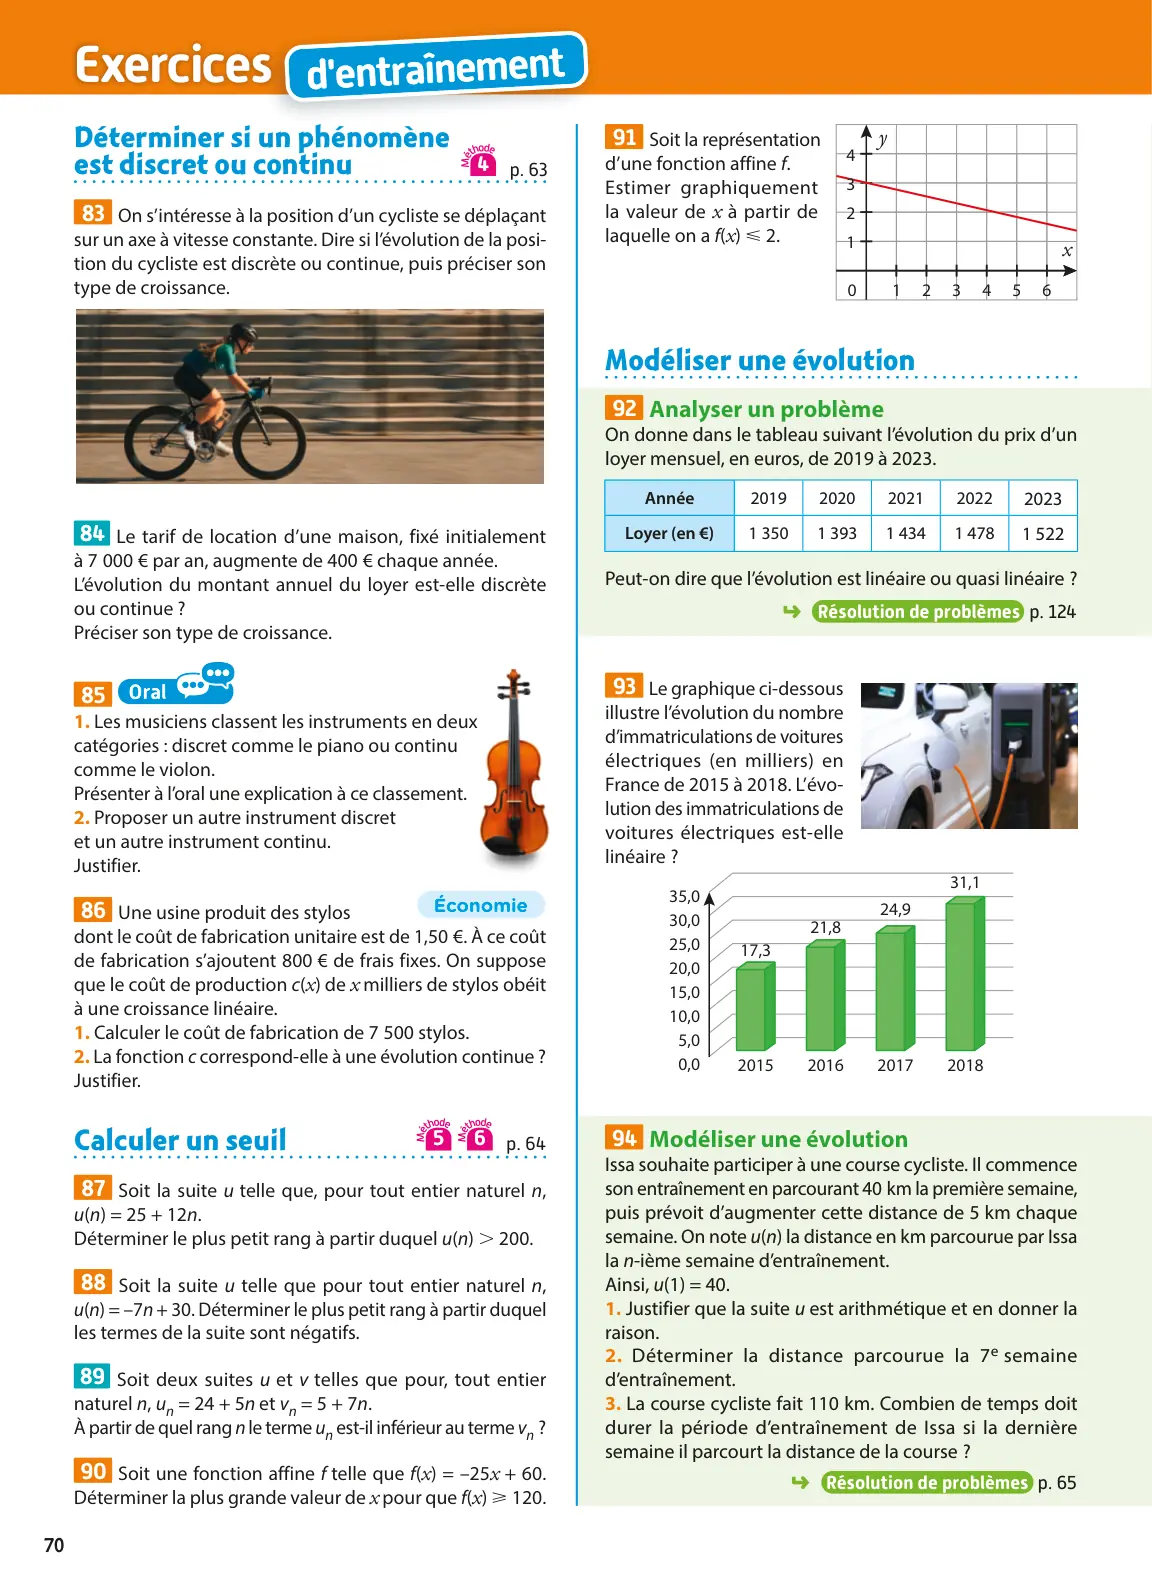 Exercices d'entraînement
Déterminer si un phénomène
est discret ou continu
Méthode 4 p. 63
83 On s'intéresse à la position d'un cycliste se déplaçant
sur un axe à vitesse constante. Dire si l'évolution de la posi-
tion du cycliste est discrète ou continue, puis préciser son
type de croissance.
84 Le tarif de location d'une maison, fixé initialement
à 7 000 € par an, augmente de 400 € chaque année.
L'évolution du montant annuel du loyer est-elle discrète
ou continue ?
Préciser son type de croissance.
85 Oral
1. Les musiciens classent les instruments en deux
catégories : discret comme le piano ou continu
comme le violon.
Présenter à l'oral une explication à ce classement.
2. Proposer un autre instrument discret
et un autre instrument continu.
Justifier.
86 Une usine produit des stylos
Économie
dont le coût de fabrication unitaire est de 1,50 €. À ce coût
de fabrication s'ajoutent 800 € de frais fixes. On suppose
que le coût de production c(x) de x milliers de stylos obéit
à une croissance linéaire.
1. Calculer le coût de fabrication de 7 500 stylos.
2. La fonction c correspond-elle à une évolution continue ?
Justifier.
Calculer un seuil
Méthode 5 Méthode 6 p. 64
87 Soit la suite u telle que, pour tout entier naturel n,
u(n) = 25 + 12n.
Déterminer le plus petit rang à partir duquel u(n) > 200.
88 Soit la suite u telle que pour tout entier naturel n,
u(n) = –7n + 30. Déterminer le plus petit rang à partir duquel
les termes de la suite sont négatifs.
89 Soit deux suites u et v telles que pour, tout entier
naturel n, uₙ = 24 + 5n et vₙ = 5 + 7n.
À partir de quel rang n le terme uₙ est-il inférieur au terme vₙ ?
90 Soit une fonction affine f telle que f(x) = –25x + 60.
Déterminer la plus grande valeur de x pour que f(x) ⩾ 120.
70
91 Soit la représentation
d'une fonction affine f.
Estimer graphiquement
la valeur de x à partir de
laquelle on a f(x) ⩽ 2.
y
4
3
2
1
x
0 1 2 3 4 5 6
Modéliser une évolution
92 Analyser un problème
On donne dans le tableau suivant l'évolution du prix d'un
loyer mensuel, en euros, de 2019 à 2023.
Année 2019 2020 2021 2022 2023
Loyer (en €) 1 350 1 393 1 434 1 478 1 522
Peut-on dire que l'évolution est linéaire ou quasi linéaire ?
Résolution de problèmes p. 124
93 Le graphique ci-dessous
illustre l'évolution du nombre
d'immatriculations de voitures
électriques (en milliers) en
France de 2015 à 2018. L'évo-
lution des immatriculations de
voitures électriques est-elle
linéaire ?
35,0
30,0
25,0
20,0
15,0
10,0
5,0
0,0
17,3
21,8
24,9
31,1
2015 2016 2017 2018
94 Modéliser une évolution
Issa souhaite participer à une course cycliste. Il commence
son entraînement en parcourant 40 km la première semaine,
puis prévoit d'augmenter cette distance de 5 km chaque
semaine. On note u(n) la distance en km parcourue par Issa
la n-ième semaine d'entraînement.
Ainsi, u(1) = 40.
1. Justifier que la suite u est arithmétique et en donner la
raison.
2. Déterminer la distance parcourue la 7e semaine
d'entraînement.
3. La course cycliste fait 110 km. Combien de temps doit
durer la période d'entraînement de Issa si la dernière
semaine il parcourt la distance de la course ?
Résolution de problèmes p. 65